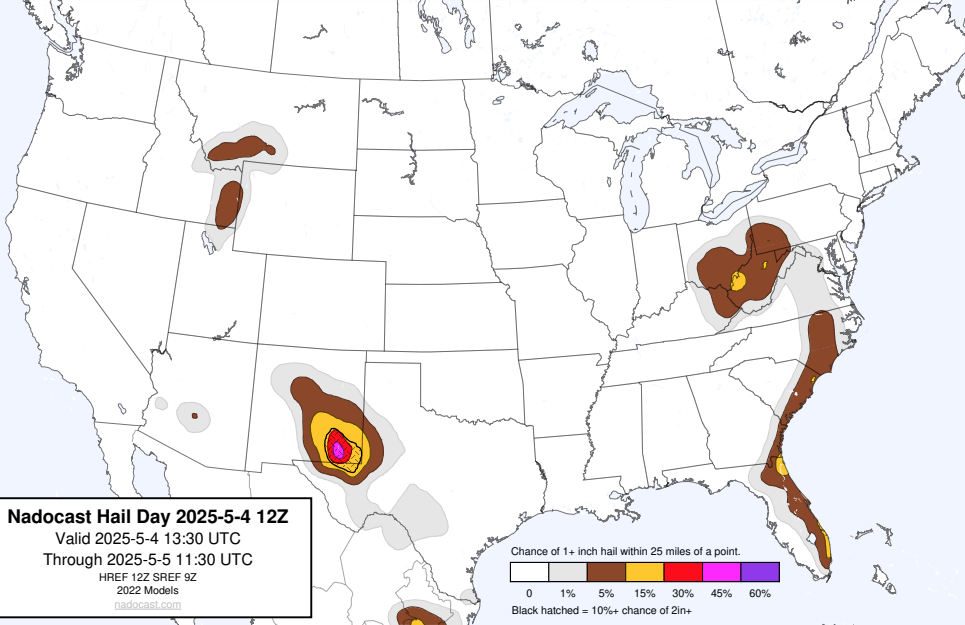 Nadocast Hail Day 2025-5-4 12Z
Valid 2025-5-4 13:30 UTC
Through 2025-5-5 11:30 UTC
HREF 12Z SREF 9Z
2022 Models
nadocast.com
Chance of 1+ inch hail within 25 miles of a point.
0 1% 5% 15% 30% 45% 60%
Black hatched = 10%+ chance of 2in+